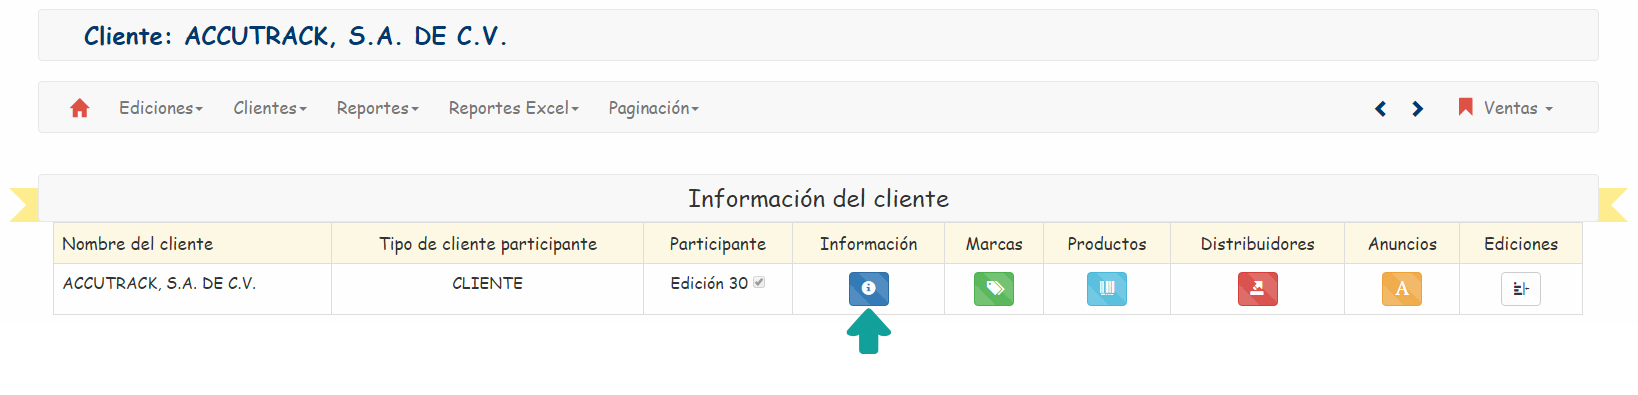 Cliente: ACCUTRACK, S.A. DE C.V.
Ediciones Clientes Reportes Reportes Excel Paginación Ventas
Información del cliente
Nombre del cliente Tipo de cliente participante Participante Información Marcas Productos Distribuidores Anuncios Ediciones
ACCUTRACK, S.A. DE C.V. CLIENTE Edición 30 A